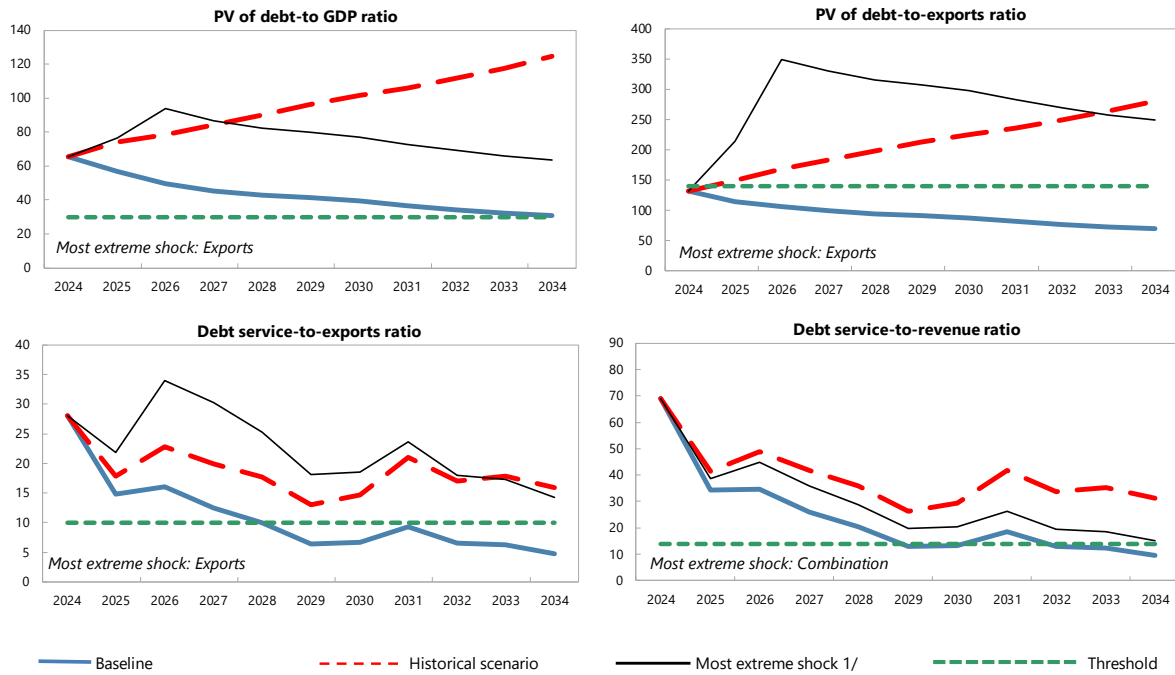 PV of debt-to GDP ratio
140
120
100
80
60
40
20
0
Most extreme shock: Exports
2024 2025 2026 2027 2028 2029 2030 2031 2032 2033 2034
PV of debt-to-exports ratio
400
350
300
250
200
150
100
50
0
Most extreme shock: Exports
2024 2025 2026 2027 2028 2029 2030 2031 2032 2033 2034
Debt service-to-exports ratio
40
35
30
25
20
15
10
5
0
Most extreme shock: Exports
2024 2025 2026 2027 2028 2029 2030 2031 2032 2033 2034
Debt service-to-revenue ratio
90
80
70
60
50
40
30
20
10
0
Most extreme shock: Combination
2024 2025 2026 2027 2028 2029 2030 2031 2032 2033 2034
Baseline Historical scenario Most extreme shock 1/ Threshold